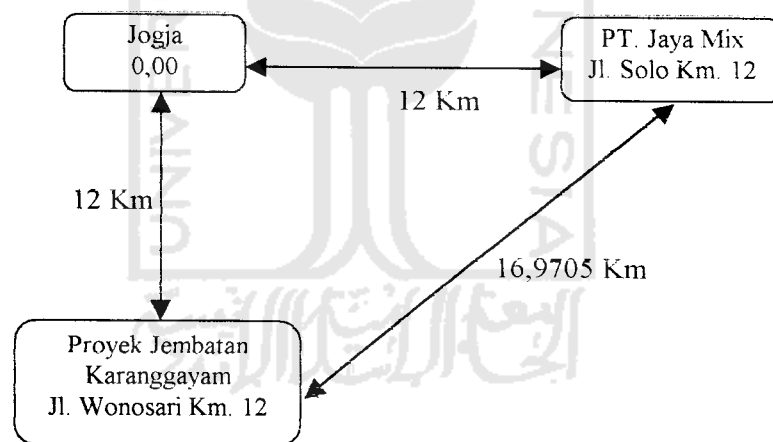 Jogja
0,00
PT. Jaya Mix
Jl. Solo Km. 12
12 Km
12 Km
16,9705 Km
Proyek Jembatan
Karanggayam
Jl. Wonosari Km. 12